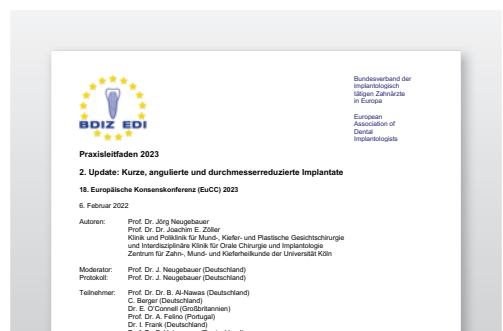 Bundesverband der
implantologisch
tätigen Zahnärzte
in Europa
European
Association of
Dental
Implantologists
BDIZ EDI
Praxisleitfaden 2023
2. Update: Kurze, angulierte und durchmesserreduzierte Implantate
18. Europäische Konsenskonferenz (EuCC) 2023
6. Februar 2022
Autoren: Prof. Dr. Jörg Neugebauer
Prof. Dr. Dr. Joachim E. Zöller
Klinik und Poliklinik für Mund-, Kiefer- und Plastische Gesichtschirurgie
und Interdisziplinäre Klinik für Orale Chirurgie und Implantologie
Zentrum für Zahn-, Mund- und Kieferheilkunde der Universität Köln
Moderator: Prof. Dr. J. Neugebauer (Deutschland)
Protokoll: Prof. Dr. J. Neugebauer (Deutschland)
Teilnehmer: Prof. Dr. Dr. B. Al-Nawas (Deutschland)
C. Berger (Deutschland)
Dr. E. O'Connell (Großbritannien)
Prof. Dr. A. Felino (Portugal)
Dr. I. Frank (Deutschland)